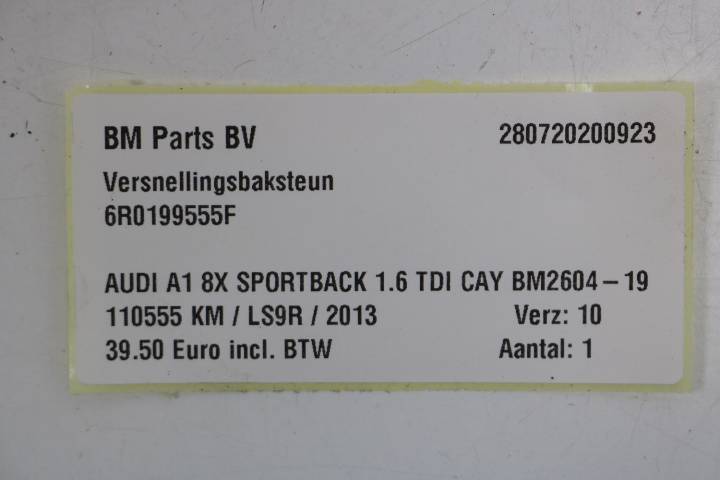 BM Parts BV 280720200923
Versnellingsbaksteun
6R0199555F
AUDI A1 8X SPORTBACK 1.6 TDI CAY BM2604-19
110555 KM / LS9R / 2013 Verz: 10
39.50 Euro incl. BTW Aantal: 1